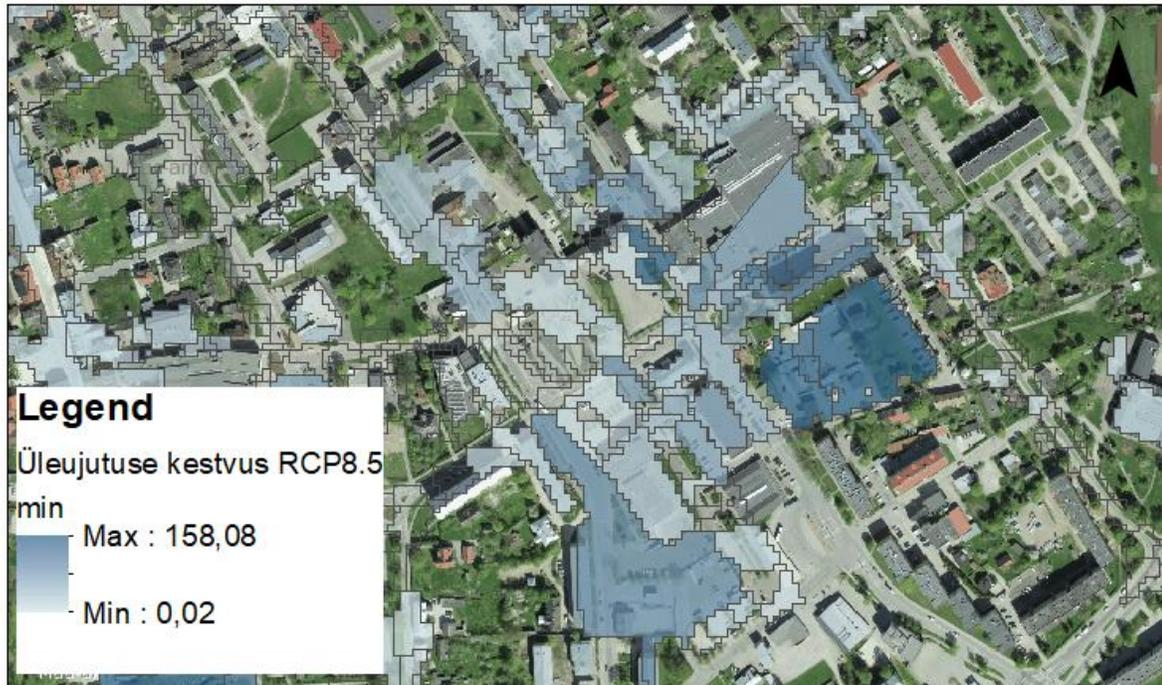 N
Legend
Üleujutuse kestvus RCP8.5
min
Max : 158,08
Min : 0,02